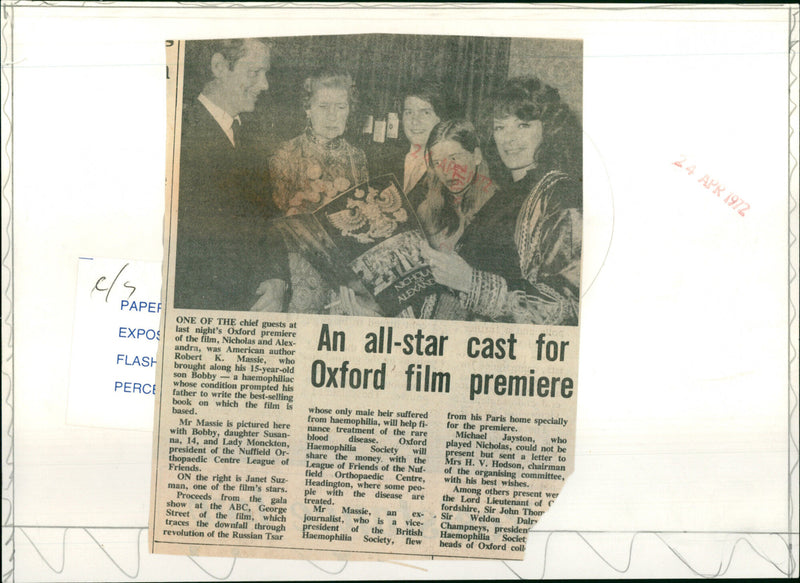 24 APR 1972
c/s
PAPER
EXPOS
FLASH
PERCE
NICHOLAS
ALEXANDRA
An all-star cast for
Oxford film premiere
ONE OF THE chief guests at
last night's Oxford premiere
of the film, Nicholas and Alex-
andra, was American author
Robert K. Massie, who
brought along his 15-year-old
son Bobby — a haemophiliac
whose condition prompted his
father to write the best-selling
book on which the film is
based.
Mr Massie is pictured here
with Bobby, daughter Susan-
na, 14, and Lady Monckton,
president of the Nuffield Or-
thopaedic Centre League of
Friends.
ON the right is Janet Suz-
man, one of the film's stars.
Proceeds from the gala
show at the ABC, George
Street of the film, which
traces the downfall through
revolution of the Russian Tsar
whose only male heir suffered
from haemophilia, will help fi-
nance treatment of the rare
blood disease. Oxford
Haemophilia Society will
share the money with the
League of Friends of the Nuf-
field Orthopaedic Centre,
Headington, where some peo-
ple with the disease are
treated.
Mr Massie, an ex-
journalist, who is a vice-
president of the British
Haemophilia Society, flew
from his Paris home specially
for the premiere.
Michael Jayston, who
played Nicholas, could not be
present but sent a letter to
Mrs H. V. Hodson, chairman
of the organising committee,
with his best wishes.
Among others present wer
the Lord Lieutenant of
fordshire, Sir John Thom
Sir Weldon Dalry
Champneys, presiden
Haemophilia Societ
heads of Oxford coll